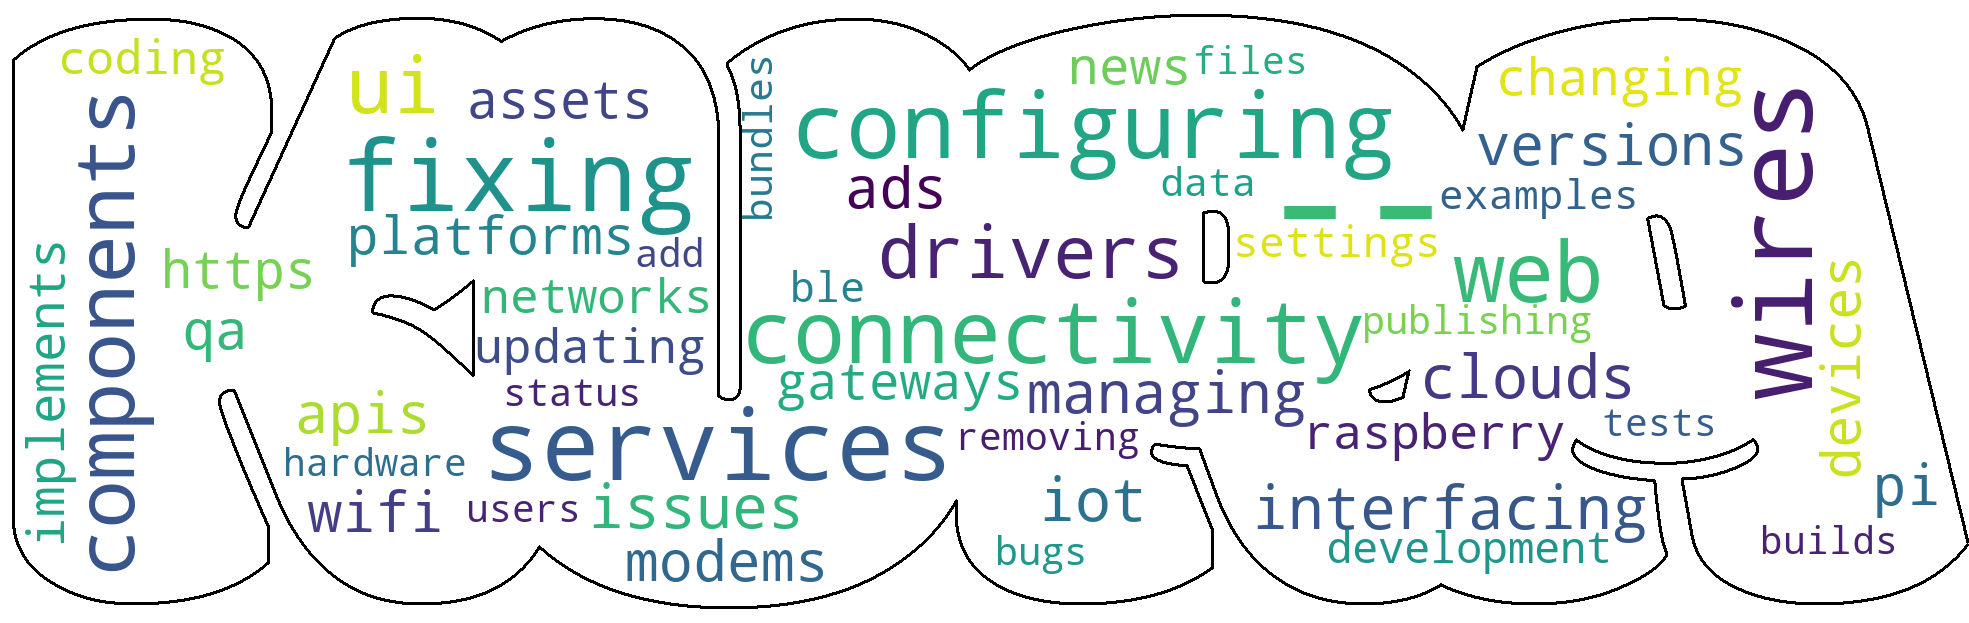 coding
components
implements
https
qa
ui
assets
fixing
platforms
add
networks
updating
status
apis
hardware
wifi
users
services
issues
modems
bundles
news
files
configuring
ads
data
_ _
drivers
settings
ble
connectivity
gateways
managing
removing
iot
bugs
changing
versions
examples
web
publishing
clouds
raspberry
tests
interfacing
development
wires
devices
pi
builds